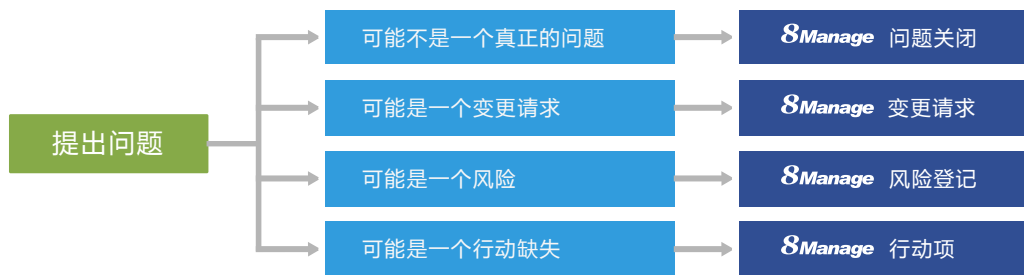 可能不是一个真正的问题
8Manage 问题关闭
可能是一个变更请求
8Manage 变更请求
提出问题
可能是一个风险
8Manage 风险登记
可能是一个行动缺失
8Manage 行动项